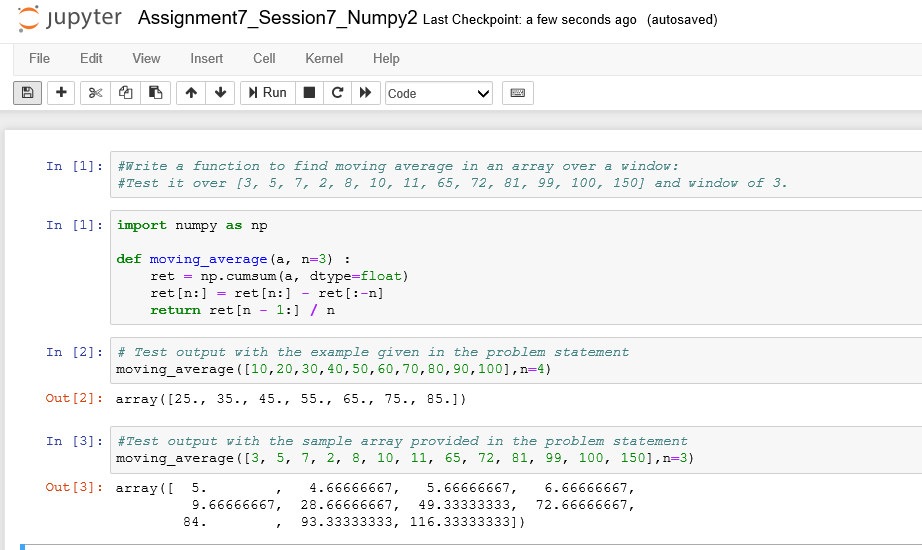 jupyter Assignment7_Session7_Numpy2 Last Checkpoint: a few seconds ago (autosaved)
File Edit View Insert Cell Kernel Help
Run Code
In [1]: #Write a function to find moving average in an array over a window:
#Test it over [3, 5, 7, 2, 8, 10, 11, 65, 72, 81, 99, 100, 150] and window of 3.
In [1]: import numpy as np
def moving_average(a, n=3) :
ret = np.cumsum(a, dtype=float)
ret[n:] = ret[n:] - ret[:-n]
return ret[n - 1:] / n
In [2]: # Test output with the example given in the problem statement
moving_average([10,20,30,40,50,60,70,80,90,100],n=4)
Out[2]: array([25., 35., 45., 55., 65., 75., 85.])
In [3]: #Test output with the sample array provided in the problem statement
moving_average([3, 5, 7, 2, 8, 10, 11, 65, 72, 81, 99, 100, 150],n=3)
Out[3]: array([ 5. , 4.66666667, 5.66666667, 6.66666667,
9.66666667, 28.66666667, 49.33333333, 72.66666667,
84. , 93.33333333, 116.33333333])